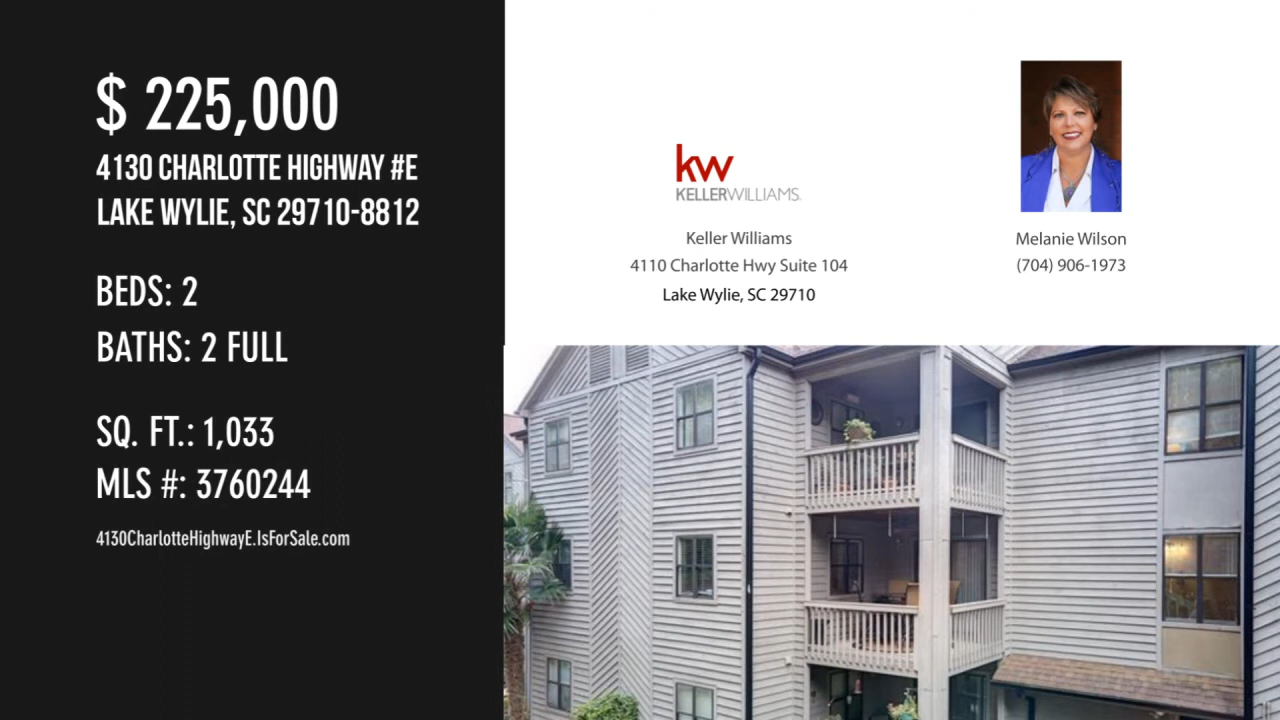 $ 225,000
4130 CHARLOTTE HIGHWAY #E
LAKE WYLIE, SC 29710-8812
BEDS: 2
BATHS: 2 FULL
SQ. FT.: 1,033
MLS #: 3760244
4130CharlotteHighwayE.IsForSale.com
kw
KELLERWILLIAMS.
Keller Williams
4110 Charlotte Hwy Suite 104
Lake Wylie, SC 29710
Melanie Wilson
(704) 906-1973